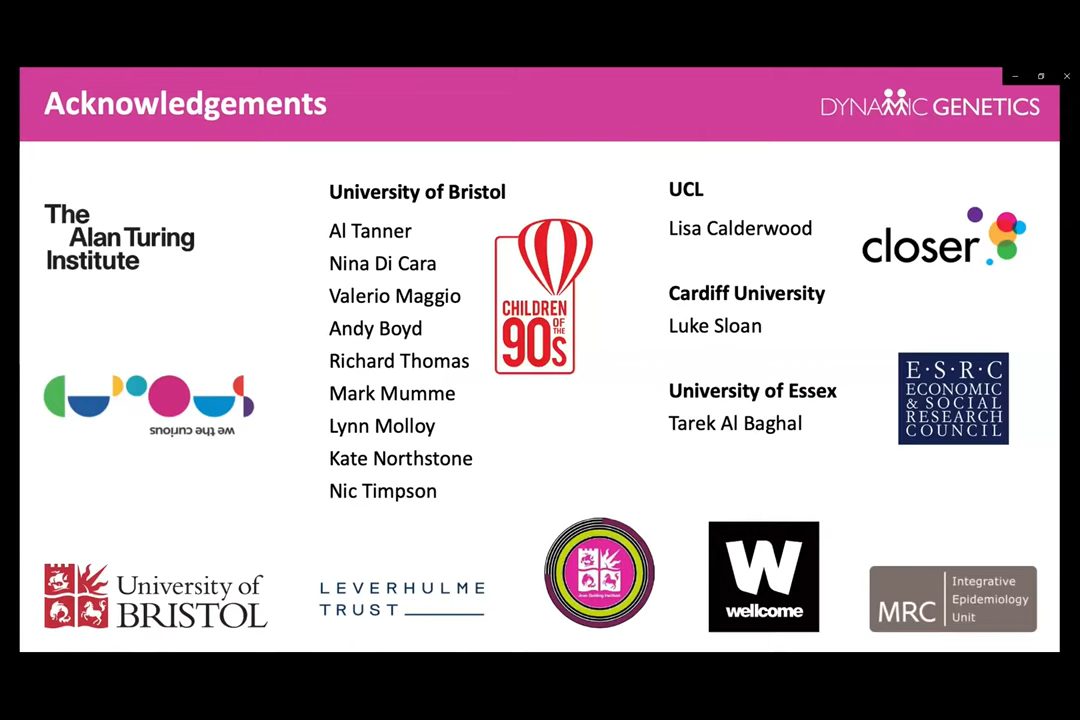 Acknowledgements
DYNAMIC GENETICS
The
Alan Turing
Institute
we the curious
University of
BRISTOL
University of Bristol
Al Tanner
Nina Di Cara
Valerio Maggio
Andy Boyd
Richard Thomas
Mark Mumme
Lynn Molloy
Kate Northstone
Nic Timpson
CHILDREN
OF THE
90s
LEVERHULME
TRUST
Jean Golding Institute
UCL
Lisa Calderwood
Cardiff University
Luke Sloan
University of Essex
Tarek Al Baghal
W
wellcome
closer
E·S·R·C
ECONOMIC
& SOCIAL
RESEARCH
COUNCIL
MRC
Integrative
Epidemiology
Unit